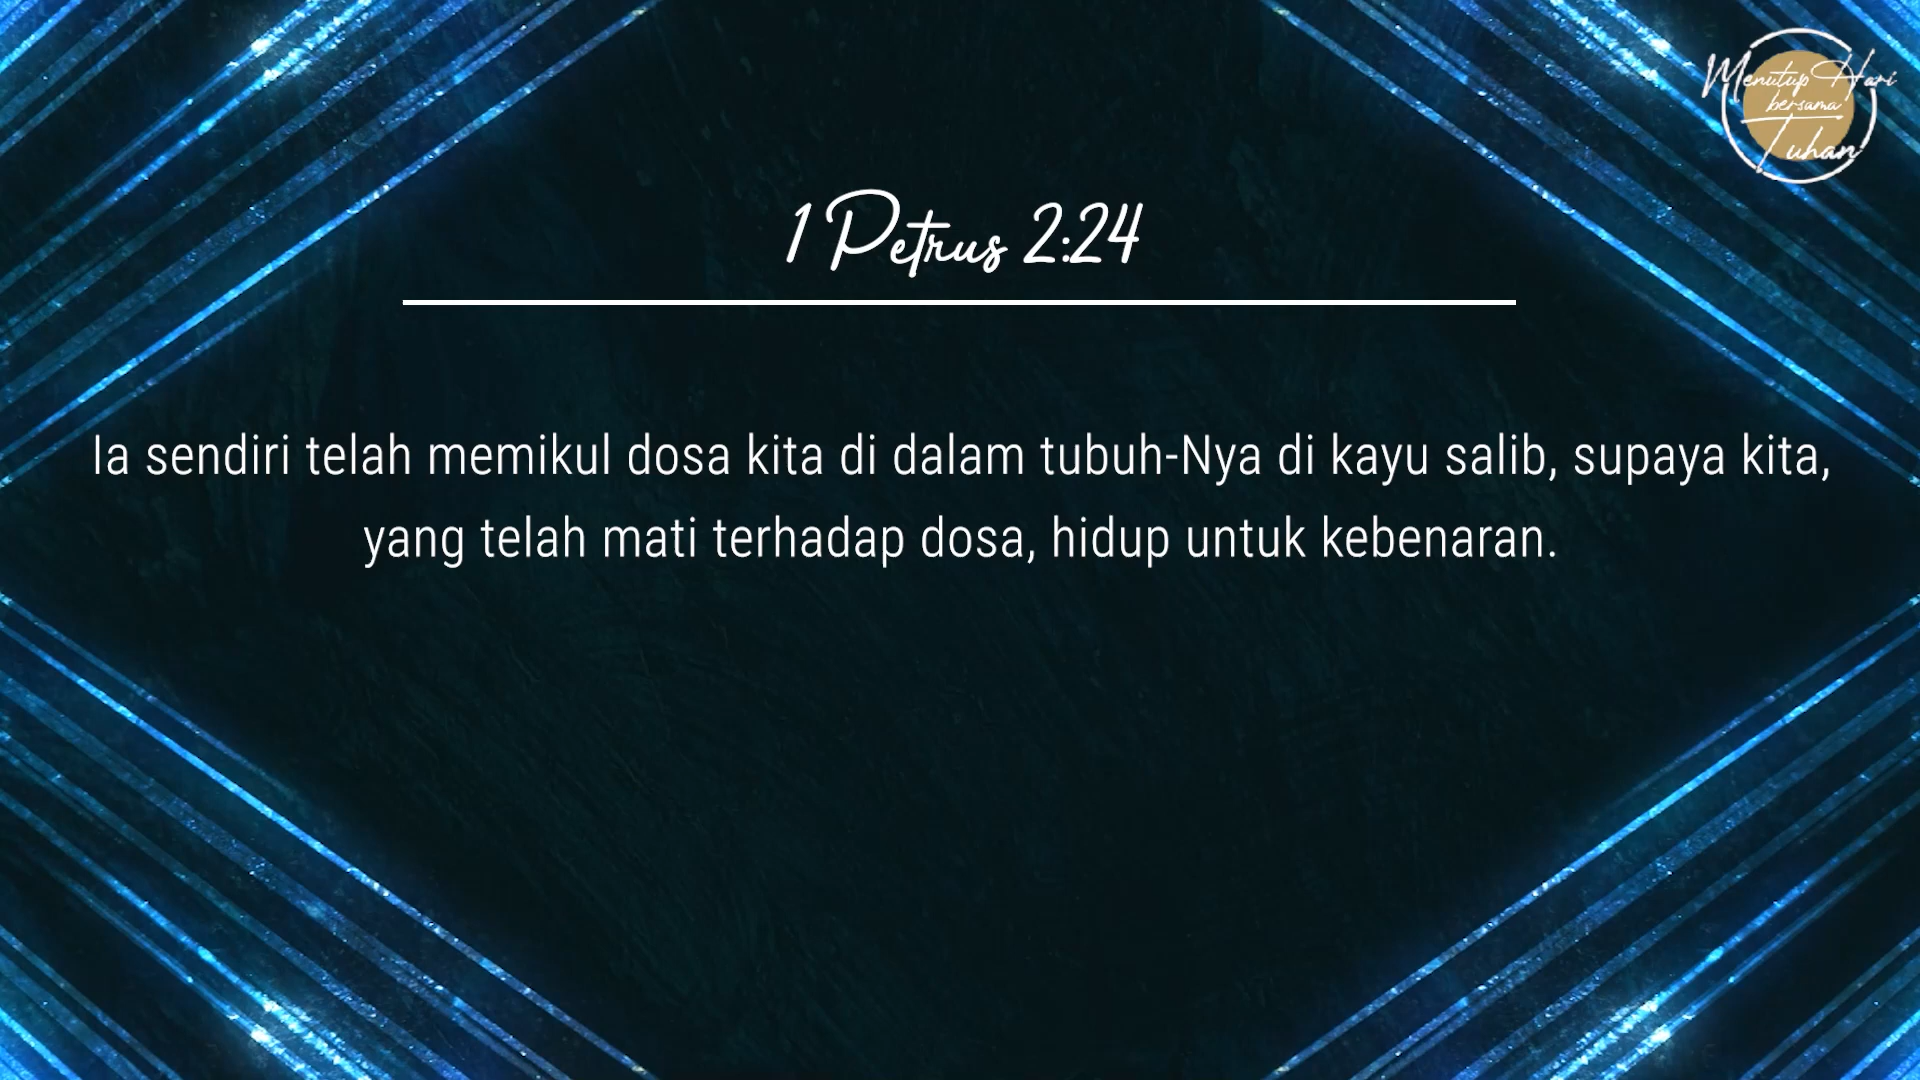 Menutup Hari
bersama
Tuhan
1 Petrus 2:24
Ia sendiri telah memikul dosa kita di dalam tubuh-Nya di kayu salib, supaya kita,
yang telah mati terhadap dosa, hidup untuk kebenaran.